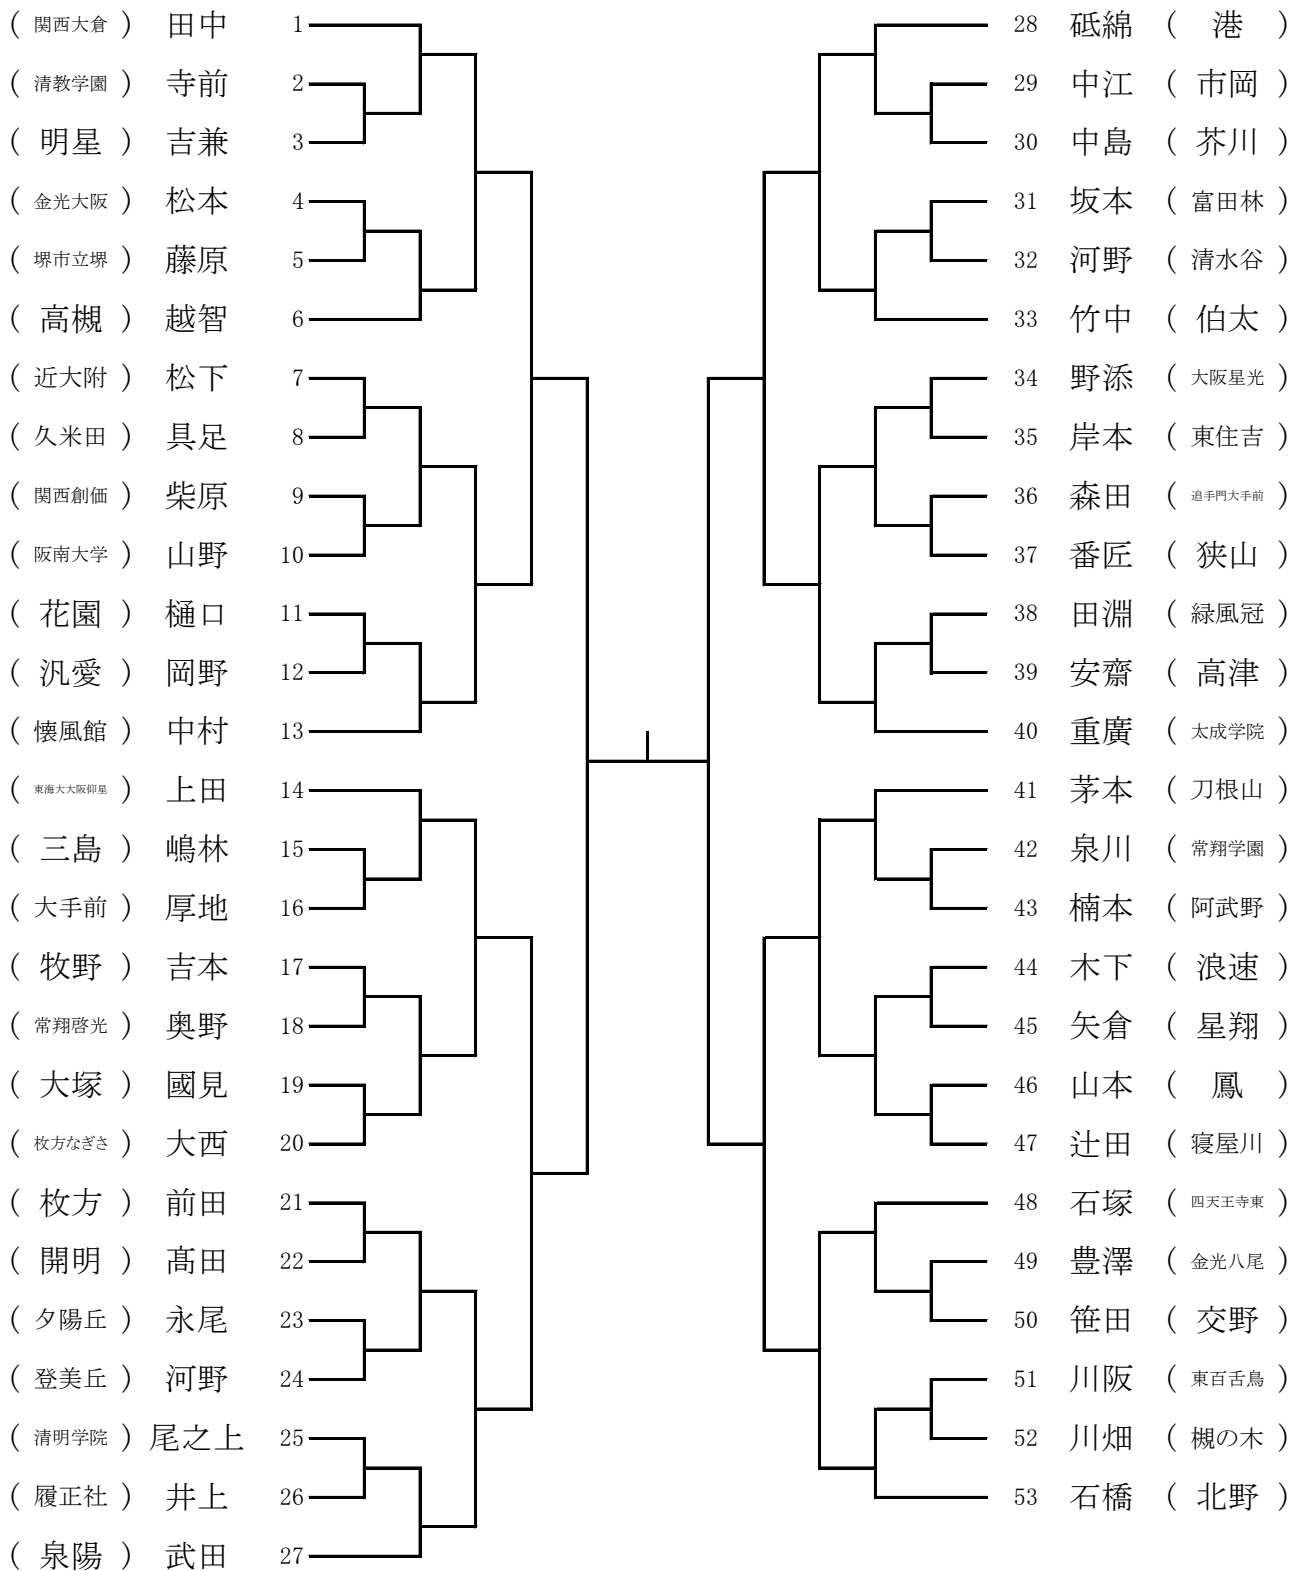 ( 関西大倉 ) 田中 1
( 清教学園 ) 寺前 2
( 明星 ) 吉兼 3
( 金光大阪 ) 松本 4
( 堺市立堺 ) 藤原 5
( 高槻 ) 越智 6
( 近大附 ) 松下 7
( 久米田 ) 具足 8
( 関西創価 ) 柴原 9
( 阪南大学 ) 山野 10
( 花園 ) 樋口 11
( 汎愛 ) 岡野 12
( 懐風館 ) 中村 13
( 東海大大阪仰星 ) 上田 14
( 三島 ) 嶋林 15
( 大手前 ) 厚地 16
( 牧野 ) 吉本 17
( 常翔啓光 ) 奥野 18
( 大塚 ) 國見 19
( 枚方なぎさ ) 大西 20
( 枚方 ) 前田 21
( 開明 ) 髙田 22
( 夕陽丘 ) 永尾 23
( 登美丘 ) 河野 24
( 清明学院 ) 尾之上 25
( 履正社 ) 井上 26
( 泉陽 ) 武田 27
28 砥綿 ( 港 )
29 中江 ( 市岡 )
30 中島 ( 芥川 )
31 坂本 ( 富田林 )
32 河野 ( 清水谷 )
33 竹中 ( 伯太 )
34 野添 ( 大阪星光 )
35 岸本 ( 東住吉 )
36 森田 ( 追手門大手前 )
37 番匠 ( 狭山 )
38 田淵 ( 緑風冠 )
39 安齋 ( 高津 )
40 重廣 ( 太成学院 )
41 茅本 ( 刀根山 )
42 泉川 ( 常翔学園 )
43 楠本 ( 阿武野 )
44 木下 ( 浪速 )
45 矢倉 ( 星翔 )
46 山本 ( 鳳 )
47 辻田 ( 寝屋川 )
48 石塚 ( 四天王寺東 )
49 豊澤 ( 金光八尾 )
50 笹田 ( 交野 )
51 川阪 ( 東百舌鳥 )
52 川畑 ( 槻の木 )
53 石橋 ( 北野 )